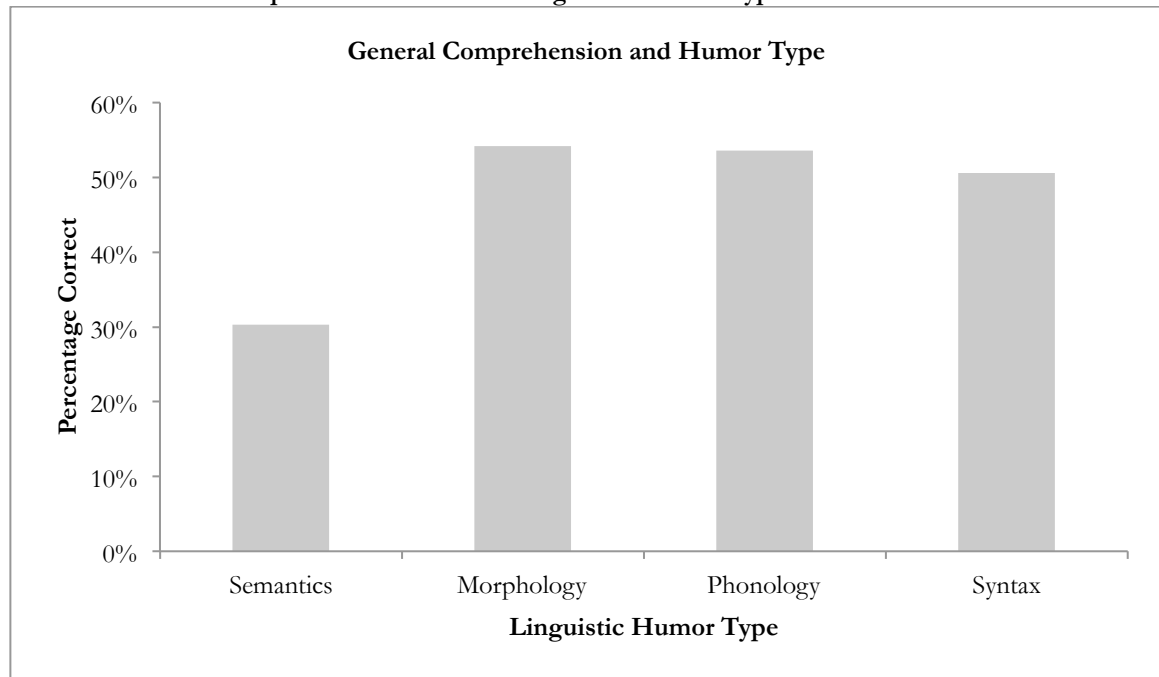 General Comprehension and Humor Type
60%
50%
40%
30%
20%
10%
0%
Percentage Correct
Semantics Morphology Phonology Syntax
Linguistic Humor Type